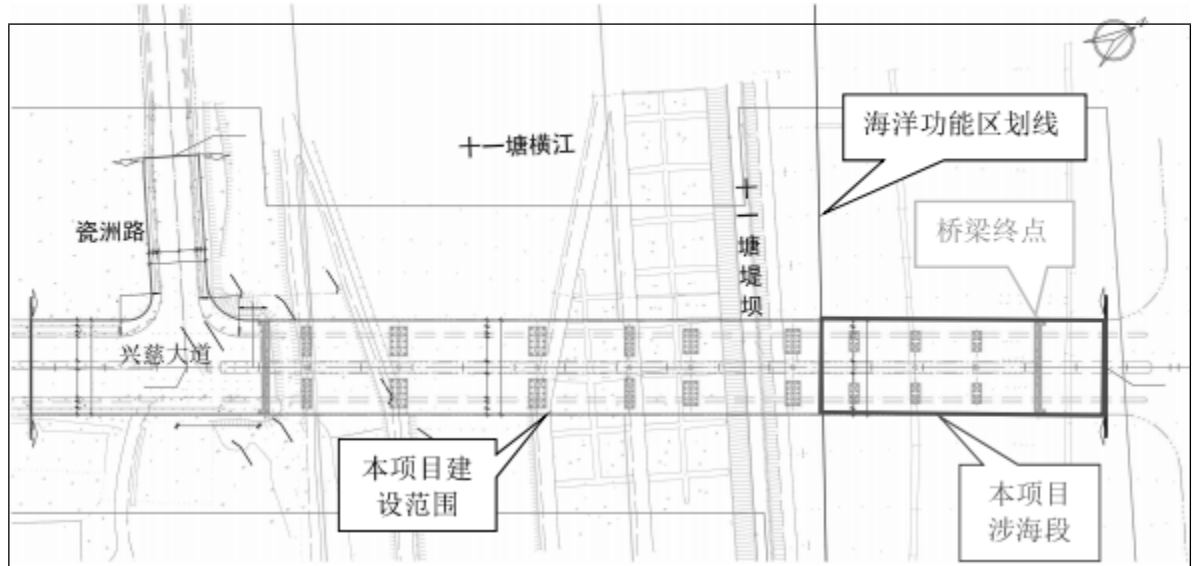 海洋功能区划线
十一塘横江
十一塘堤坝
瓷洲路
桥梁终点
兴慈大道
本项目建
设范围
本项目
涉海段